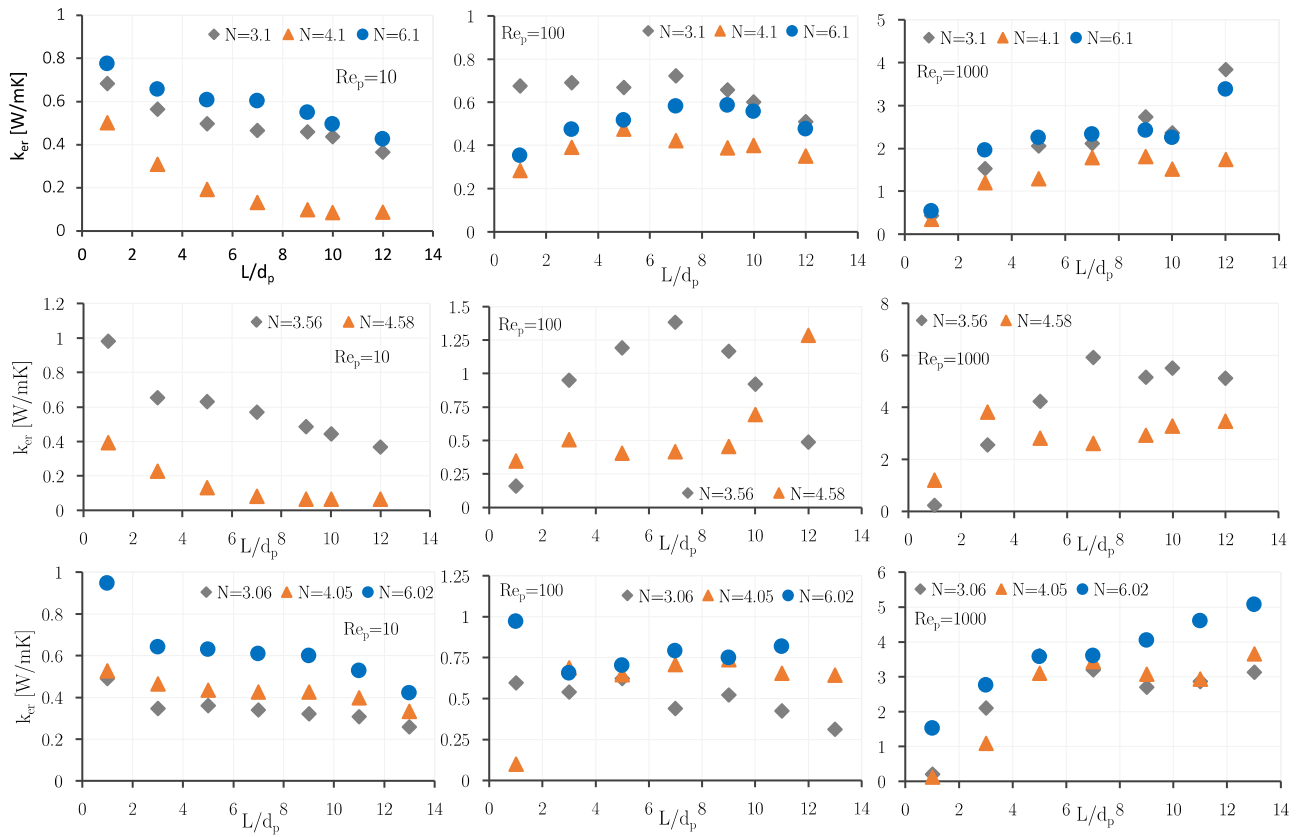 1
0.8
0.6
0.4
0.2
0
k_er [W/mK]
N=3.1 N=4.1 N=6.1
Re_p=10
0 2 4 6 8 10 12 14
L/d_p
1
0.8
0.6
0.4
0.2
0
N=3.1 N=4.1 N=6.1
Re_p=100
0 2 4 6 8 10 12 14
L/d_p
5
4
3
2
1
0
N=3.1 N=4.1 N=6.1
Re_p=1000
0 2 4 6 8 10 12 14
L/d_p
1.2
1
0.8
0.6
0.4
0.2
0
k_er [W/mK]
N=3.56 N=4.58
Re_p=10
0 2 4 6 8 10 12 14
L/d_p
1.5
1.25
1
0.75
0.5
0.25
0
Re_p=100
N=3.56 N=4.58
0 2 4 6 8 10 12 14
L/d_p
8
6
4
2
0
N=3.56 N=4.58
Re_p=1000
0 2 4 6 8 10 12 14
L/d_p
1
0.8
0.6
0.4
0.2
0
k_er [W/mK]
N=3.06 N=4.05 N=6.02
Re_p=10
0 2 4 6 8 10 12 14
L/d_p
1.25
1
0.75
0.5
0.25
0
Re_p=100
N=3.06 N=4.05 N=6.02
0 2 4 6 8 10 12 14
L/d_p
6
5
4
3
2
1
0
N=3.06 N=4.05 N=6.02
Re_p=1000
0 2 4 6 8 10 12 14
L/d_p